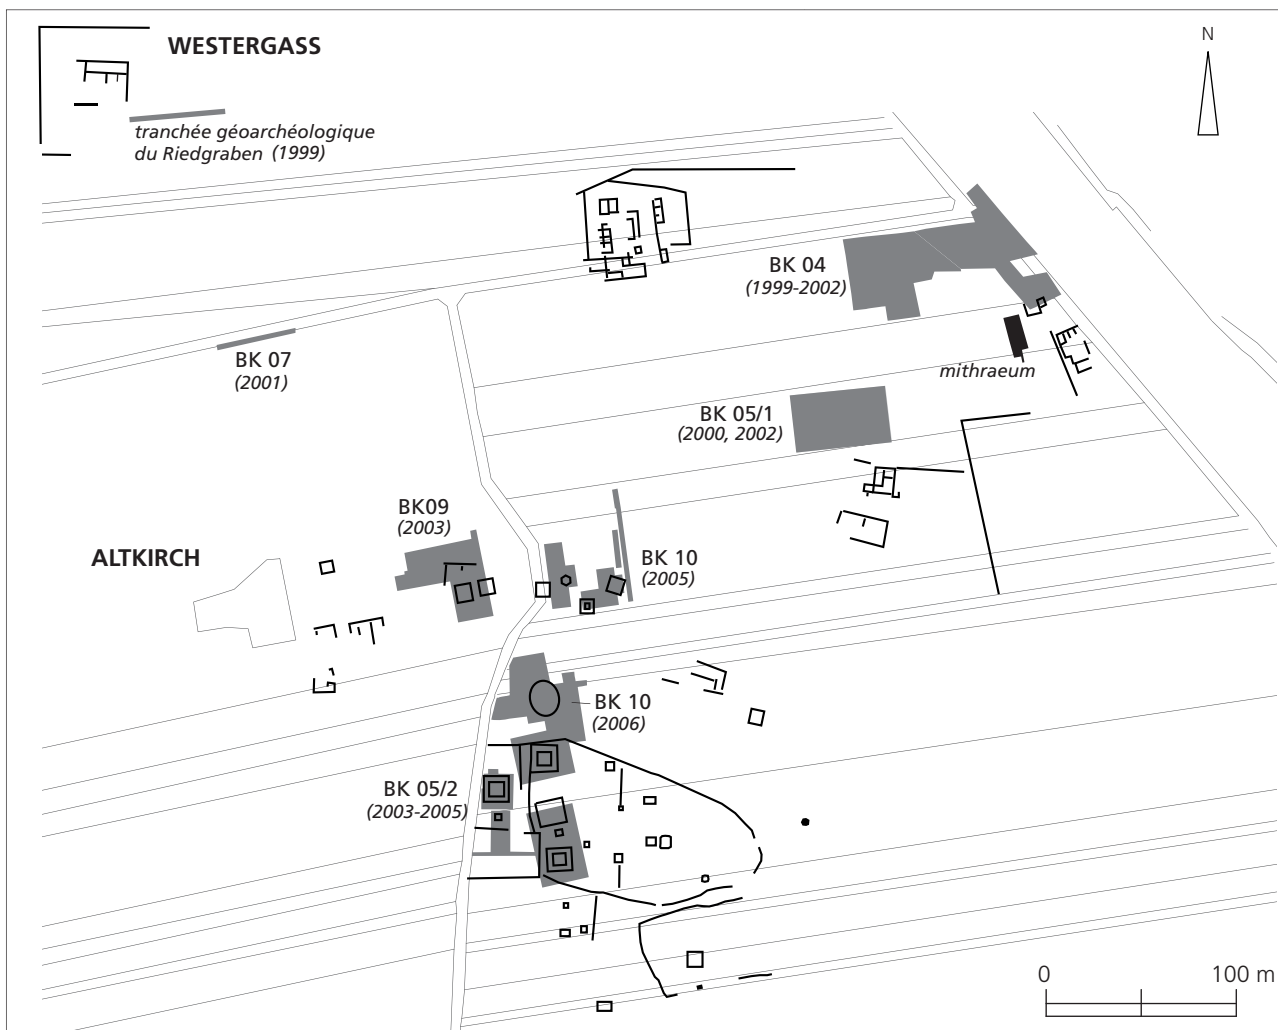 WESTERGASS
N
tranchée géoarchéologique
du Riedgraben (1999)
BK 04
(1999-2002)
BK 07
(2001)
mithraeum
BK 05/1
(2000, 2002)
BK09
(2003)
ALTKIRCH
BK 10
(2005)
BK 10
(2006)
BK 05/2
(2003-2005)
0 100 m